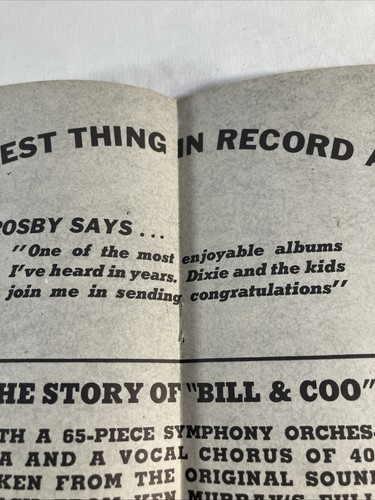 EST THING IN RECORD A
ROSBY SAYS . . .
"One of the most enjoyable albums
I've heard in years. Dixie and the kids
join me in sending congratulations"
HE STORY OF "BILL & COO"
TH A 65-PIECE SYMPHONY ORCHES-
A AND A VOCAL CHORUS OF 40
KEN FROM THE ORIGINAL SOUN